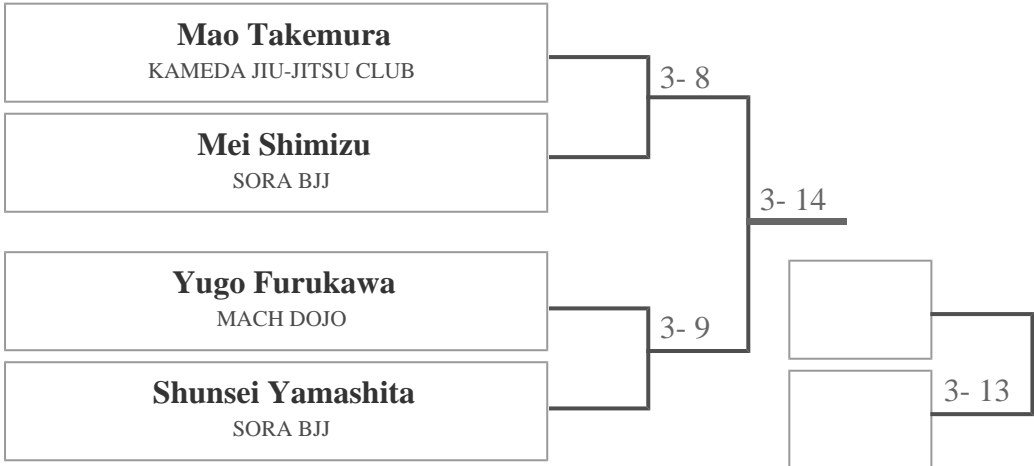 Mao Takemura
KAMEDA JIU-JITSU CLUB
3- 8
Mei Shimizu
SORA BJJ
3- 14
Yugo Furukawa
MACH DOJO
3- 9
Shunsei Yamashita
SORA BJJ
3- 13